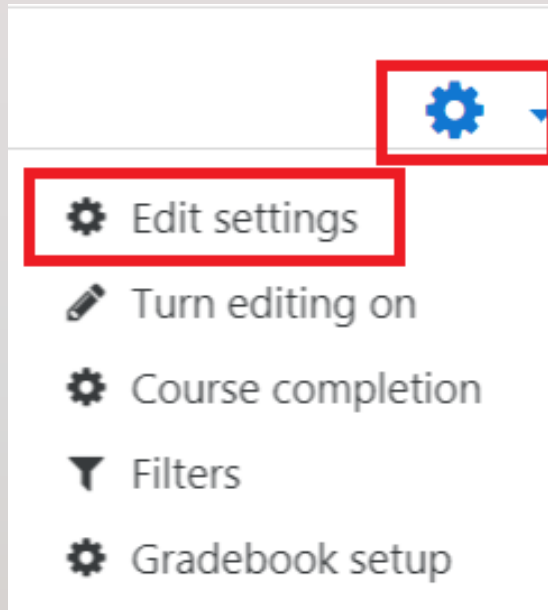 Edit settings
Turn editing on
Course completion
Filters
Gradebook setup